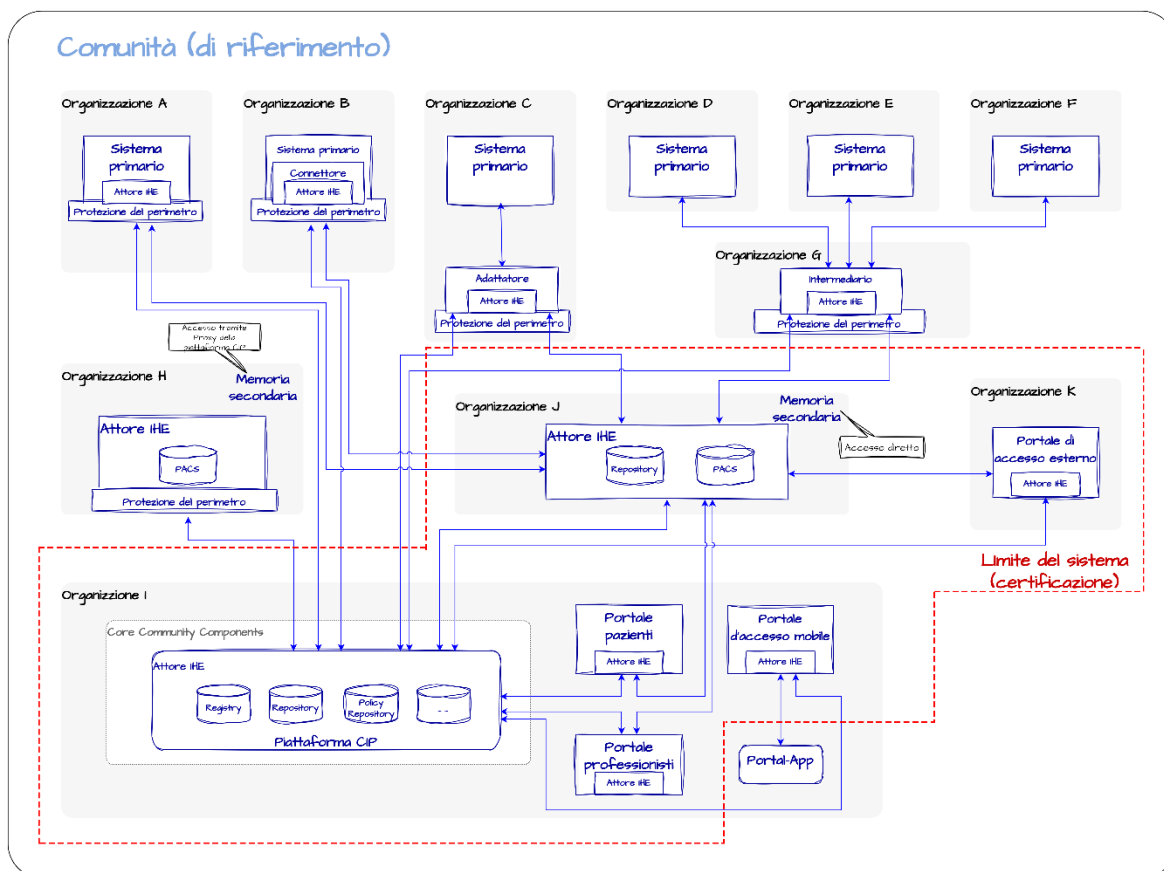 Comunità (di riferimento)
Organizzazione A
Sistema
primario
Attore IHE
Protezione del perimetro
Organizzazione B
Sistema primario
Connettore
Attore IHE
Protezione del perimetro
Organizzazione C
Sistema
primario
Adattatore
Attore IHE
Protezione del perimetro
Organizzazione D
Sistema
primario
Organizzazione E
Sistema
primario
Organizzazione F
Sistema
primario
Organizzazione G
Intermediario
Attore IHE
Protezione del perimetro
Accesso tramite
Proxy della
piattaforma CIP
Organizzazione H
Memoria
secondaria
Attore IHE
PACS
Protezione del perimetro
Organizzazione J
Attore IHE
Repository
PACS
Memoria
secondaria
Accesso diretto
Organizzazione K
Portale di
accesso esterno
Attore IHE
Limite del sistema
(certificazione)
Organizzione I
Core Community Components
Attore IHE
Registry
Repository
Policy
Repository
...
Piattaforma CIP
Portale
pazienti
Attore IHE
Portale
d'accesso mobile
Attore IHE
Portale
professionisti
Attore IHE
Portal-App